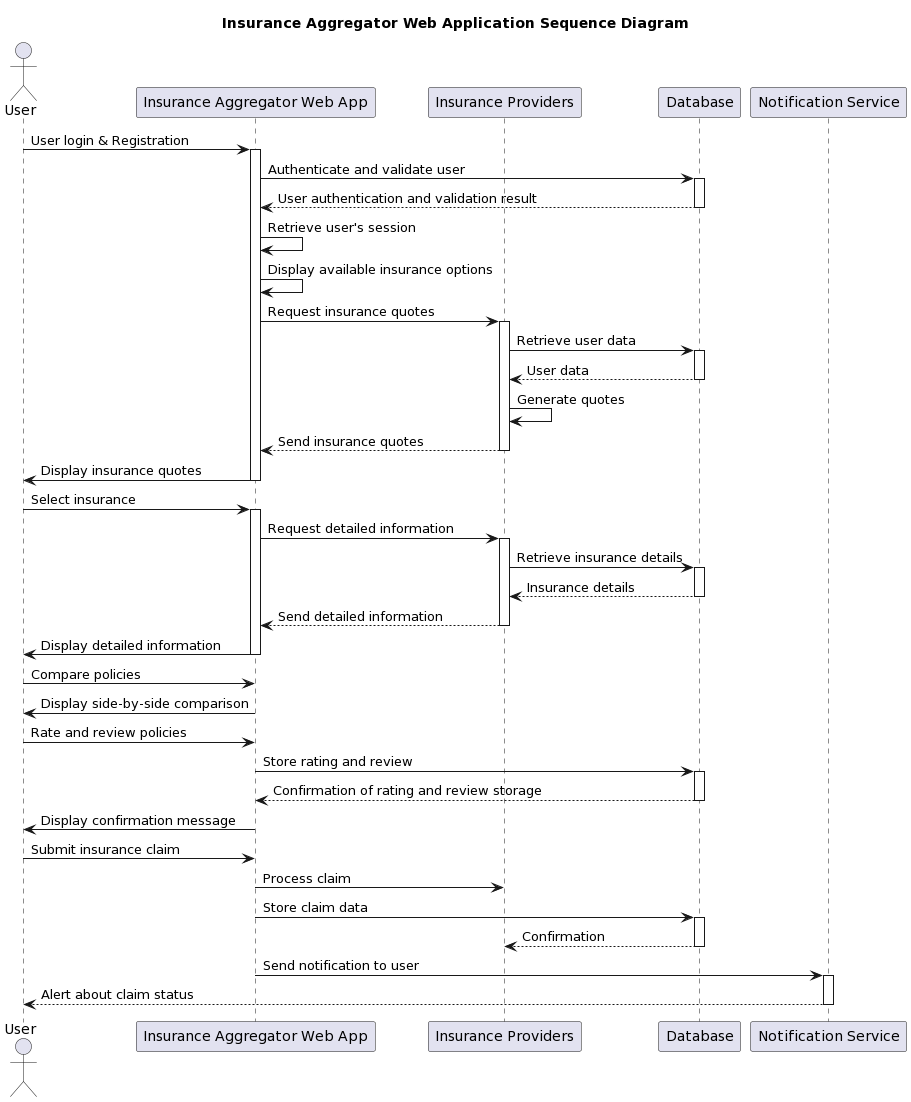 Insurance Aggregator Web Application Sequence Diagram
User
Insurance Aggregator Web App
Insurance Providers
Database
Notification Service
User login & Registration
Authenticate and validate user
User authentication and validation result
Retrieve user's session
Display available insurance options
Request insurance quotes
Retrieve user data
User data
Generate quotes
Send insurance quotes
Display insurance quotes
Select insurance
Request detailed information
Retrieve insurance details
Insurance details
Send detailed information
Display detailed information
Compare policies
Display side-by-side comparison
Rate and review policies
Store rating and review
Confirmation of rating and review storage
Display confirmation message
Submit insurance claim
Process claim
Store claim data
Confirmation
Send notification to user
Alert about claim status
User
Insurance Aggregator Web App
Insurance Providers
Database
Notification Service